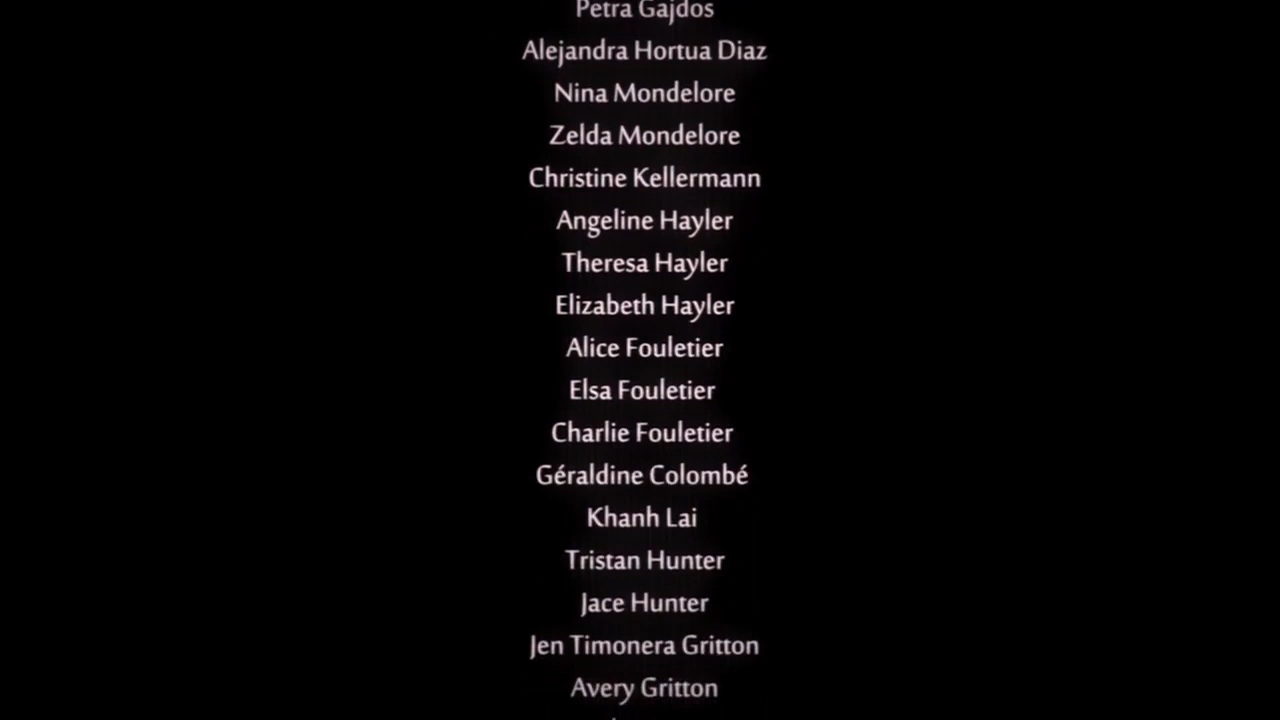 Petra Gajdos
Alejandra Hortua Diaz
Nina Mondelore
Zelda Mondelore
Christine Kellermann
Angeline Hayler
Theresa Hayler
Elizabeth Hayler
Alice Fouletier
Elsa Fouletier
Charlie Fouletier
Géraldine Colombé
Khanh Lai
Tristan Hunter
Jace Hunter
Jen Timonera Gritton
Avery Gritton